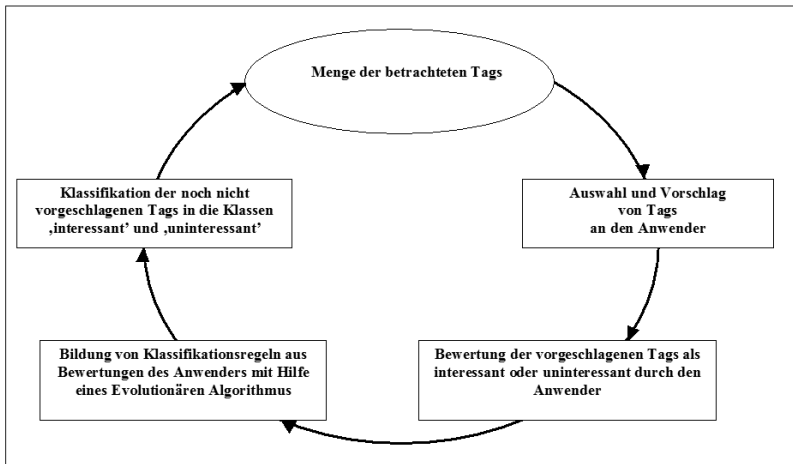 Menge der betrachteten Tags
Auswahl und Vorschlag
von Tags
an den Anwender
Bewertung der vorgeschlagenen Tags als
interessant oder uninteressant durch den
Anwender
Bildung von Klassifikationsregeln aus
Bewertungen des Anwenders mit Hilfe
eines Evolutionären Algorithmus
Klassifikation der noch nicht
vorgeschlagenen Tags in die Klassen
‚interessant’ und ‚uninteressant’